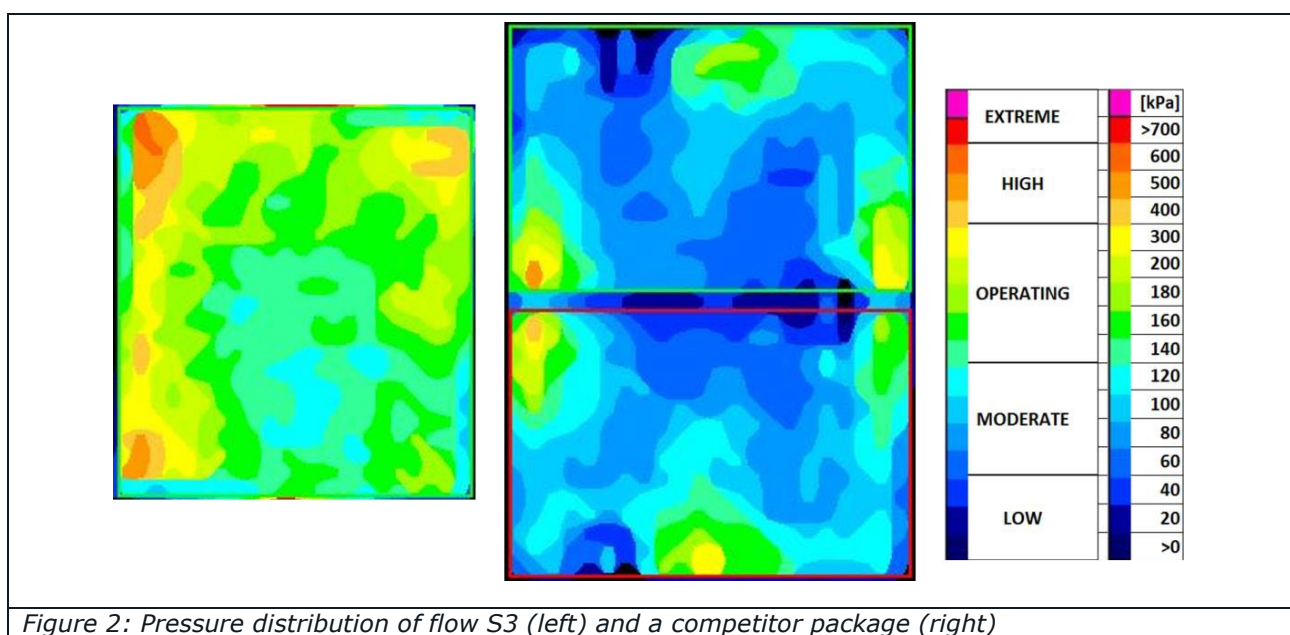 EXTREME
HIGH
OPERATING
MODERATE
LOW
[kPa]
>700
600
500
400
300
200
180
160
140
120
100
80
60
40
20
>0
Figure 2: Pressure distribution of flow S3 (left) and a competitor package (right)